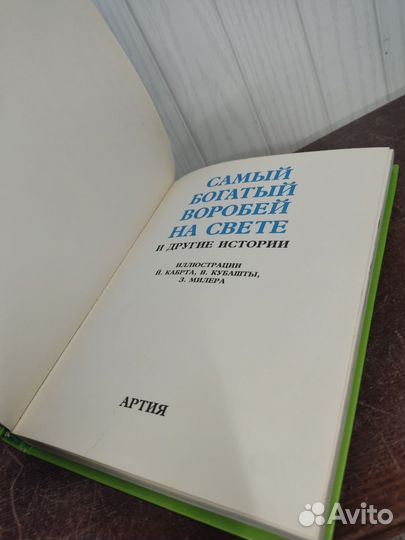 САМЫЙ
БОГАТЫЙ
ВОРОБЕЙ
НА СВЕТЕ
И ДРУГИЕ ИСТОРИИ
ИЛЛЮСТРАЦИИ
Й. КАБРТА, В. КУБАШТЫ,
З. МИЛЕРА
АРТИЯ
Avito